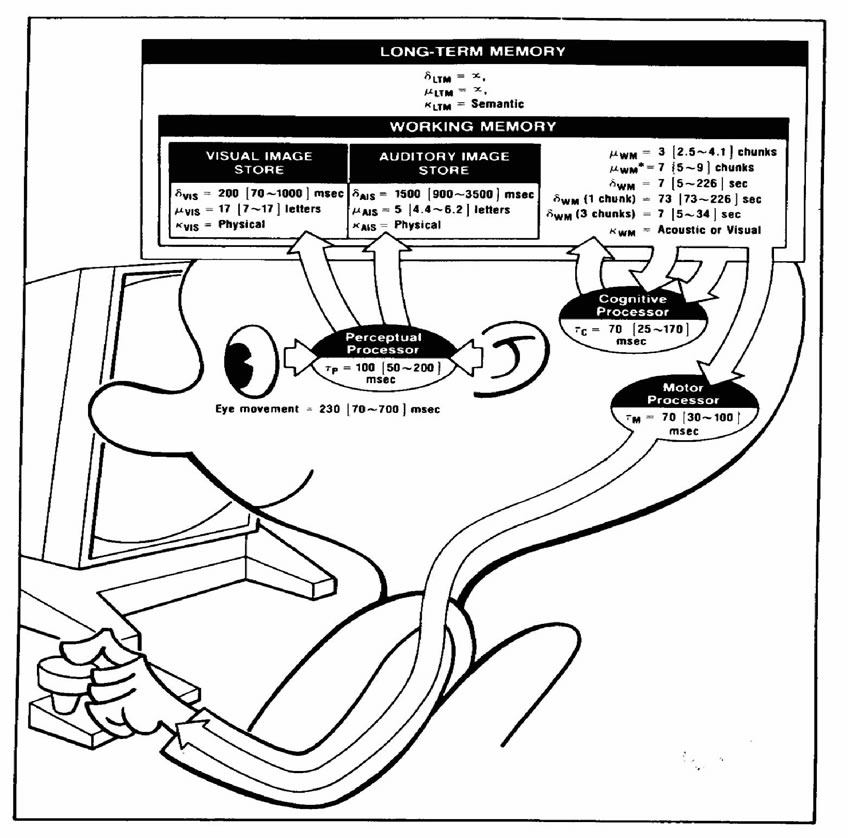 LONG-TERM MEMORY
δLTM = ∝,
μLTM = ∝,
κLTM = Semantic
WORKING MEMORY
VISUAL IMAGE
STORE
δVIS = 200 [70~1000] msec
μVIS = 17 [7~17] letters
κVIS = Physical
AUDITORY IMAGE
STORE
δAIS = 1500 [900~3500] msec
μAIS = 5 [4.4~6.2] letters
κAIS = Physical
μWM = 3 [2.5~4.1] chunks
μWM* = 7 [5~9] chunks
δWM = 7 [5~226] sec
δWM (1 chunk) = 73 [73~226] sec
δWM (3 chunks) = 7 [5~34] sec
κWM = Acoustic or Visual
Cognitive
Processor
τC = 70 [25~170]
msec
Perceptual
Processor
τP = 100 [50~200]
msec
Eye movement = 230 [70~700] msec
Motor
Processor
τM = 70 [30~100]
msec